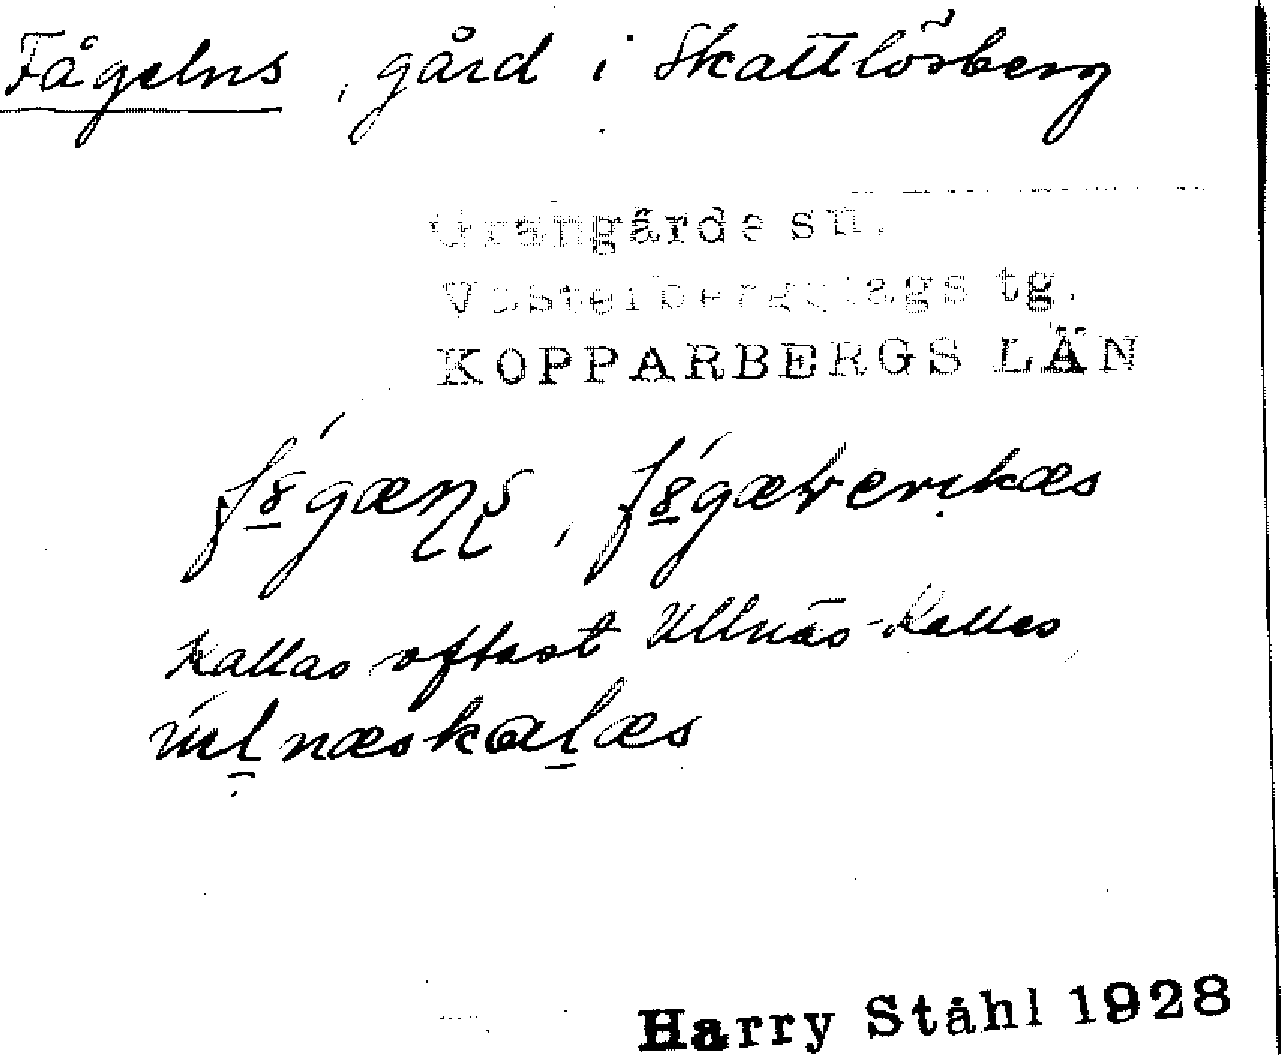 Fågelns, gård i Skattlösberg
Grangärde sn.
Västerbergslags tg.
KOPPARBERGS LÄN
Kallas oftast Ullnäs-Kalles
Harry Ståhl 1928